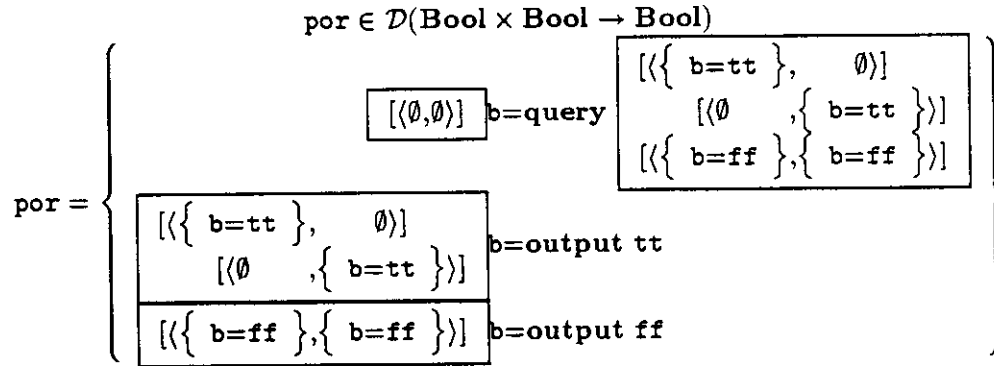 por ∈ 𝒟(Bool × Bool → Bool)
[⟨{ b=tt }, ∅⟩]
[⟨∅,∅⟩] b=query [⟨∅ ,{ b=tt }⟩]
[⟨{ b=ff },{ b=ff }⟩]
por = {
[⟨{ b=tt }, ∅⟩]
b=output tt
[⟨∅ ,{ b=tt }⟩]
[⟨{ b=ff },{ b=ff }⟩] b=output ff